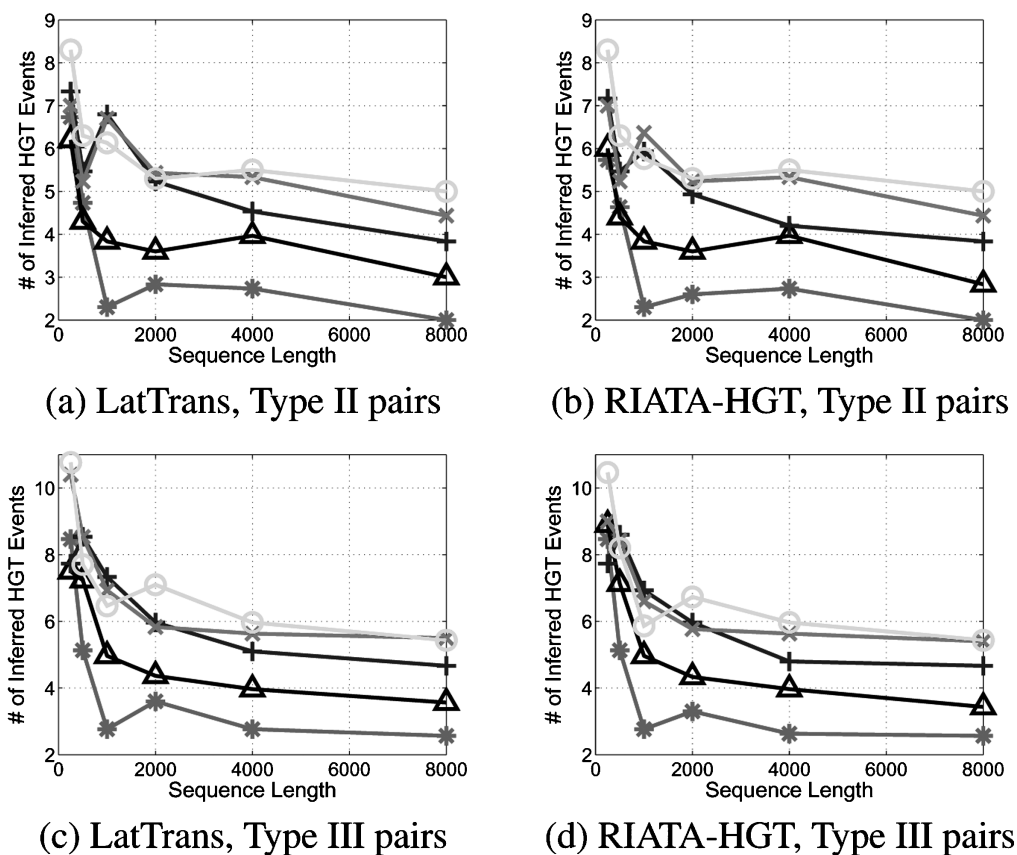 9
8
7
6
5
4
3
2
# of Inferred HGT Events
0 2000 4000 6000 8000
Sequence Length
(a) LatTrans, Type II pairs
9
8
7
6
5
4
3
2
# of Inferred HGT Events
0 2000 4000 6000 8000
Sequence Length
(b) RIATA-HGT, Type II pairs
10
8
6
4
2
# of Inferred HGT Events
0 2000 4000 6000 8000
Sequence Length
(c) LatTrans, Type III pairs
10
8
6
4
2
# of Inferred HGT Events
0 2000 4000 6000 8000
Sequence Length
(d) RIATA-HGT, Type III pairs